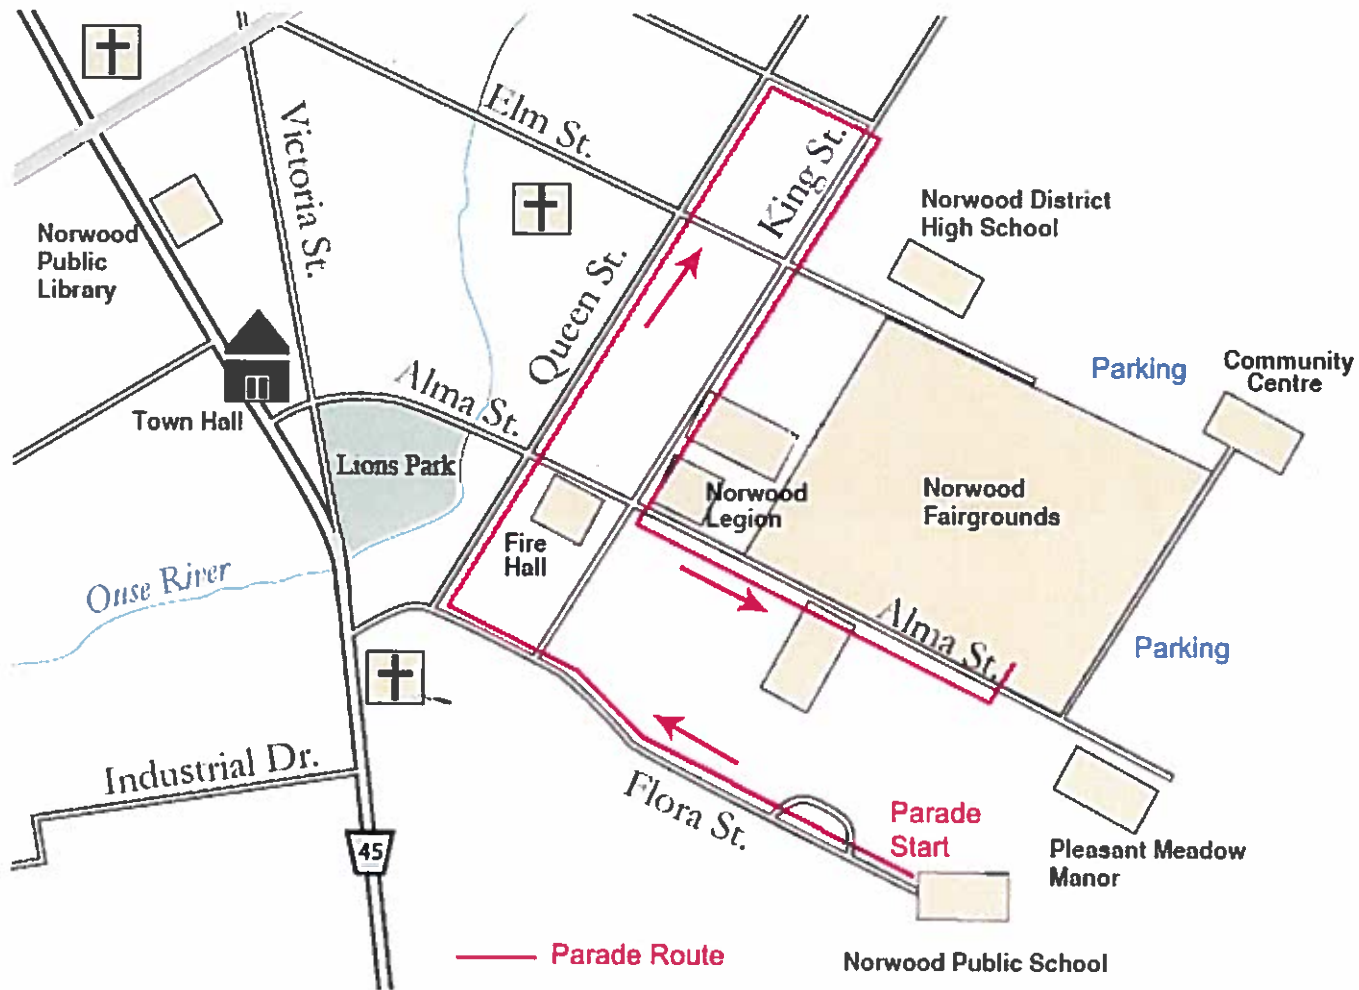 Elm St.
Victoria St.
King St.
Norwood District
High School
Norwood
Public
Library
Queen St.
Parking
Community
Centre
Alma St.
Town Hall
Lions Park
Norwood
Legion
Norwood
Fairgrounds
Fire
Hall
Ouse River
Alma St.
Parking
Industrial Dr.
Flora St.
Parade
Start
45
Pleasant Meadow
Manor
Parade Route
Norwood Public School